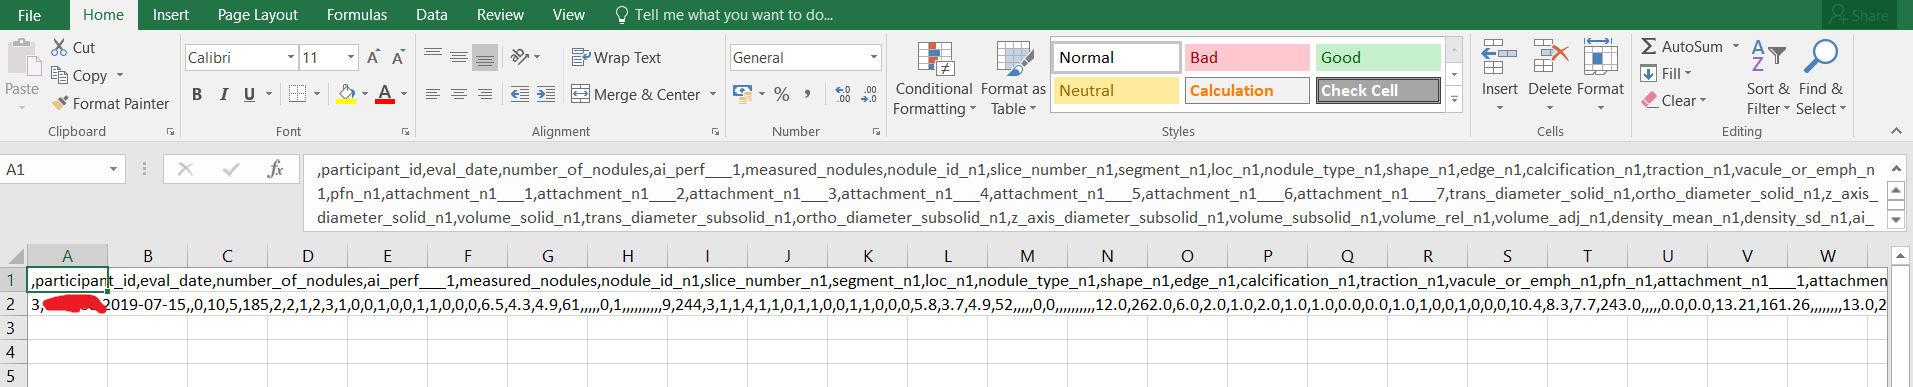 File Home Insert Page Layout Formulas Data Review View Tell me what you want to do... Share
Paste Cut Copy Format Painter
Calibri 11 A A
B I U A
Wrap Text
Merge & Center
General
$ % , .0 .00 .00 .0
Conditional Formatting Format as Table
Normal Bad Good
Neutral Calculation Check Cell
Insert Delete Format
AutoSum Fill Clear
Sort & Filter Find & Select
Clipboard Font Alignment Number Styles Cells Editing
A1 fx
,participant_id,eval_date,number_of_nodules,ai_perf___1,measured_nodules,nodule_id_n1,slice_number_n1,segment_n1,loc_n1,nodule_type_n1,shape_n1,edge_n1,calcification_n1,traction_n1,vacule_or_emph_n
1,pfn_n1,attachment_n1___1,attachment_n1___2,attachment_n1___3,attachment_n1___4,attachment_n1___5,attachment_n1___6,attachment_n1___7,trans_diameter_solid_n1,ortho_diameter_solid_n1,z_axis_
diameter_solid_n1,volume_solid_n1,trans_diameter_subsolid_n1,ortho_diameter_subsolid_n1,z_axis_diameter_subsolid_n1,volume_subsolid_n1,volume_rel_n1,volume_adj_n1,density_mean_n1,density_sd_n1,ai_
A B C D E F G H I J K L M N O P Q R S T U V W
1 ,participant_id,eval_date,number_of_nodules,ai_perf___1,measured_nodules,nodule_id_n1,slice_number_n1,segment_n1,loc_n1,nodule_type_n1,shape_n1,edge_n1,calcification_n1,traction_n1,vacule_or_emph_n1,pfn_n1,attachment_n1___1,attachmen
2 3, 2019-07-15,,0,10,5,185,2,2,1,2,3,1,0,0,1,0,0,1,1,0,0,0,6.5,4.3,4.9,61,,,,,0,1,,,,,,,,,,9,244,3,1,1,4,1,1,0,1,1,0,0,1,1,0,0,0,5.8,3.7,4.9,52,,,,,0,0,,,,,,,,,,12.0,262.0,6.0,2.0,1.0,2.0,1.0,1.0,0.0,0.0,1.0,1,0,0,1,0,0,0,10.4,8.3,7.7,243.0,,,,,0.0,0.0,13.21,161.26,,,,,,,,13.0,2
3
4
5